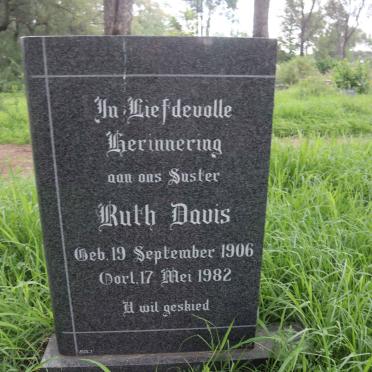 In Liefdevolle
Herinnering
aan ons Suster
Ruth Davis
Geb. 19 September 1906
Oorl. 17 Mei 1982
U wil geskied